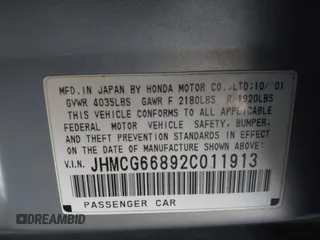 MFD.IN JAPAN BY HONDA MOTOR CO.,LTD:10/'01
GVWR 4035LBS GAWR F 2180LBS R 1920LBS
THIS VEHICLE CONFORMS TO ALL APPLICABLE
FEDERAL MOTOR VEHICLE SAFETY, BUMPER,
AND THEFT PREVENTION STANDARDS IN EFFECT
ON THE DATE OF MANUFACTURE SHOWN ABOVE.
V.I.N. JHMCG66892C011913
PASSENGER CAR
DREAMBID